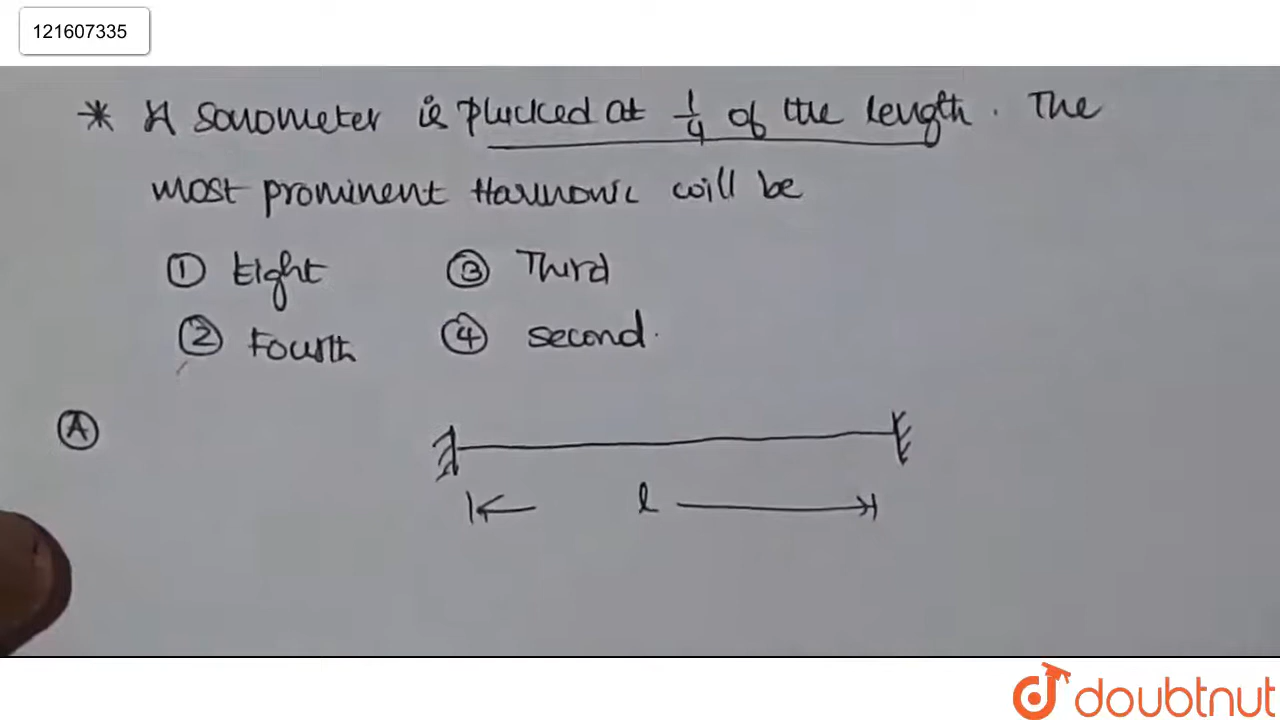 121607335
* A sonometer is plucked at 1/4 of the length. The
most prominent Harmonic will be
① Eight ③ Third
② Fourth ④ second.
Ⓐ
l
doubtnut